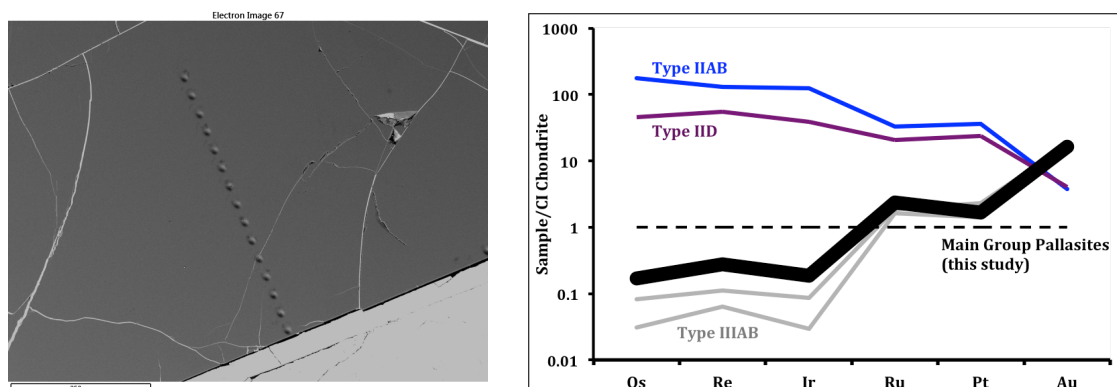 Electron Image 67
1000
100
10
1
0.1
0.01
Sample/CI Chondrite
Type IIAB
Type IID
Main Group Pallasites
(this study)
Type IIIAB
Os Re Ir Ru Pt Au